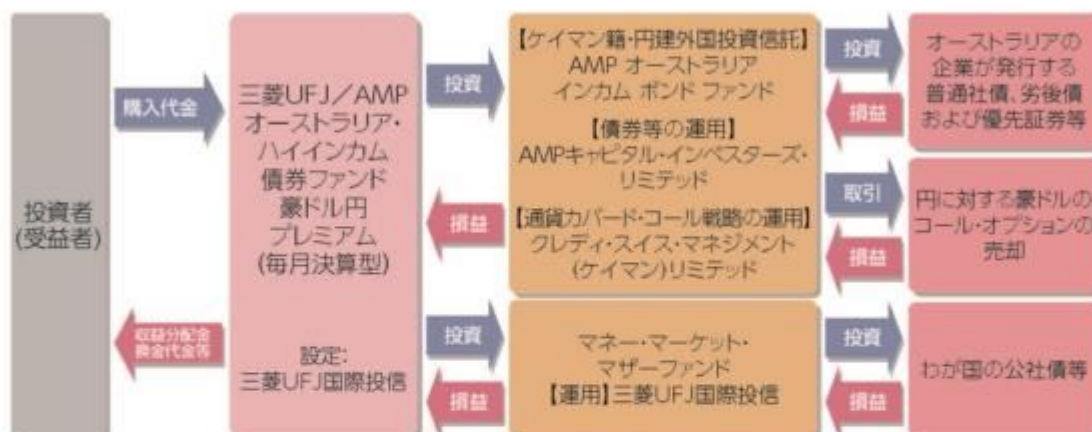 投資者
(受益者)
購入代金
収益分配金
換金代金等
三菱UFJ／AMP
オーストラリア・
ハイインカム
債券ファンド
豪ドル円
プレミアム
(毎月決算型)
設定:
三菱UFJ国際投信
投資
損益
投資
損益
【ケイマン籍・円建外国投資信託】
AMP オーストラリア
インカム ボンド ファンド
【債券等の運用】
AMPキャピタル・インベスターズ・
リミテッド
【通貨カバード・コール戦略の運用】
クレディ・スイス・マネジメント
(ケイマン)リミテッド
マネー・マーケット・
マザーファンド
【運用】三菱UFJ国際投信
投資
損益
取引
損益
投資
損益
オーストラリアの
企業が発行する
普通社債、劣後債
および優先証券等
円に対する豪ドルの
コール・オプションの
売却
わが国の公社債等